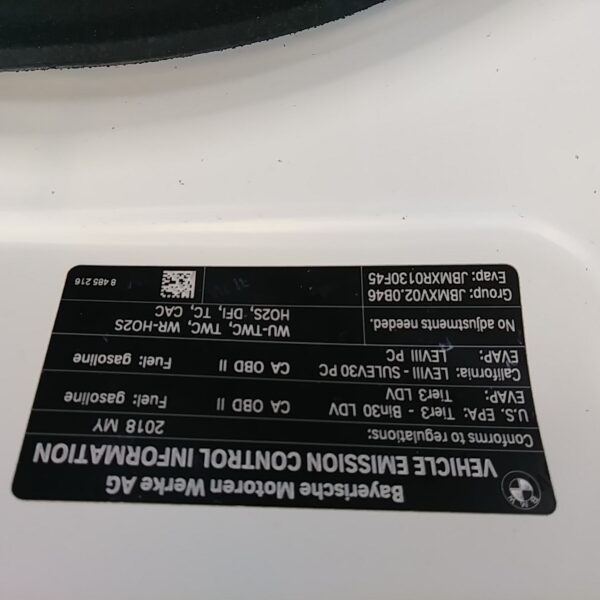 BMW
Bayerische Motoren Werke AG
VEHICLE EMISSION CONTROL INFORMATION
Conforms to regulations: 2018 MY
U.S. EPA: Tier3 - Bin30 LDV CA OBD II Fuel: gasoline
EVAP: Tier3 LDV
California: LEVIII - SULEV30 PC CA OBD II Fuel: gasoline
EVAP: LEVIII PC
No adjustments needed. WU-TWC, TWC, WR-HO2S
HO2S, DFI, TC, CAC
Group: JBMXV02.0B46
Evap: JBMXR0130F45
8 485 216